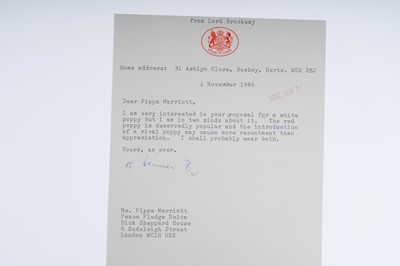 from Lord Brockway
Home address: 31 Ashlyn Close, Bushey, Herts. WD2 2EZ
4 November 1986
Dear Pippa Marriott,
I am very interested in your proposal for a white
poppy but I am in two minds about it. The red
poppy is deservedly popular and the introduction
of a rival poppy may cause more resentment than
appreciation. I shall probably wear both.
Yours, as ever,
Ms. Pippa Marriott
Peace Pledge Union
Dick Sheppard House
6 Endsleigh Street
London WC1H ODX